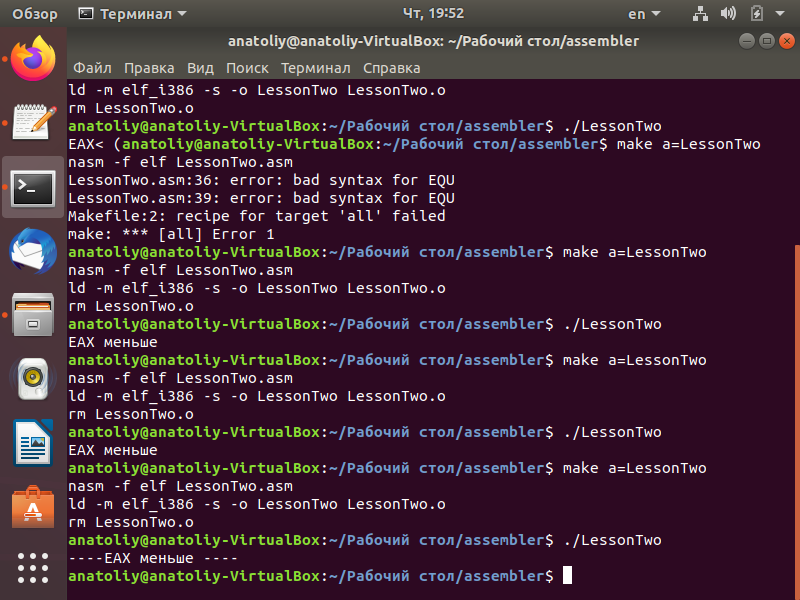 Обзор Терминал Чт, 19:52 en
anatoliy@anatoliy-VirtualBox: ~/Рабочий стол/assembler
Файл Правка Вид Поиск Терминал Справка
ld -m elf_i386 -s -o LessonTwo LessonTwo.o
rm LessonTwo.o
anatoliy@anatoliy-VirtualBox:~/Рабочий стол/assembler$ ./LessonTwo
EAX< (anatoliy@anatoliy-VirtualBox:~/Рабочий стол/assembler$ make a=LessonTwo
nasm -f elf LessonTwo.asm
LessonTwo.asm:36: error: bad syntax for EQU
LessonTwo.asm:39: error: bad syntax for EQU
Makefile:2: recipe for target 'all' failed
make: *** [all] Error 1
anatoliy@anatoliy-VirtualBox:~/Рабочий стол/assembler$ make a=LessonTwo
nasm -f elf LessonTwo.asm
ld -m elf_i386 -s -o LessonTwo LessonTwo.o
rm LessonTwo.o
anatoliy@anatoliy-VirtualBox:~/Рабочий стол/assembler$ ./LessonTwo
EAX меньше
anatoliy@anatoliy-VirtualBox:~/Рабочий стол/assembler$ make a=LessonTwo
nasm -f elf LessonTwo.asm
ld -m elf_i386 -s -o LessonTwo LessonTwo.o
rm LessonTwo.o
anatoliy@anatoliy-VirtualBox:~/Рабочий стол/assembler$ ./LessonTwo
EAX меньше
anatoliy@anatoliy-VirtualBox:~/Рабочий стол/assembler$ make a=LessonTwo
nasm -f elf LessonTwo.asm
ld -m elf_i386 -s -o LessonTwo LessonTwo.o
rm LessonTwo.o
anatoliy@anatoliy-VirtualBox:~/Рабочий стол/assembler$ ./LessonTwo
----EAX меньше ----
anatoliy@anatoliy-VirtualBox:~/Рабочий стол/assembler$